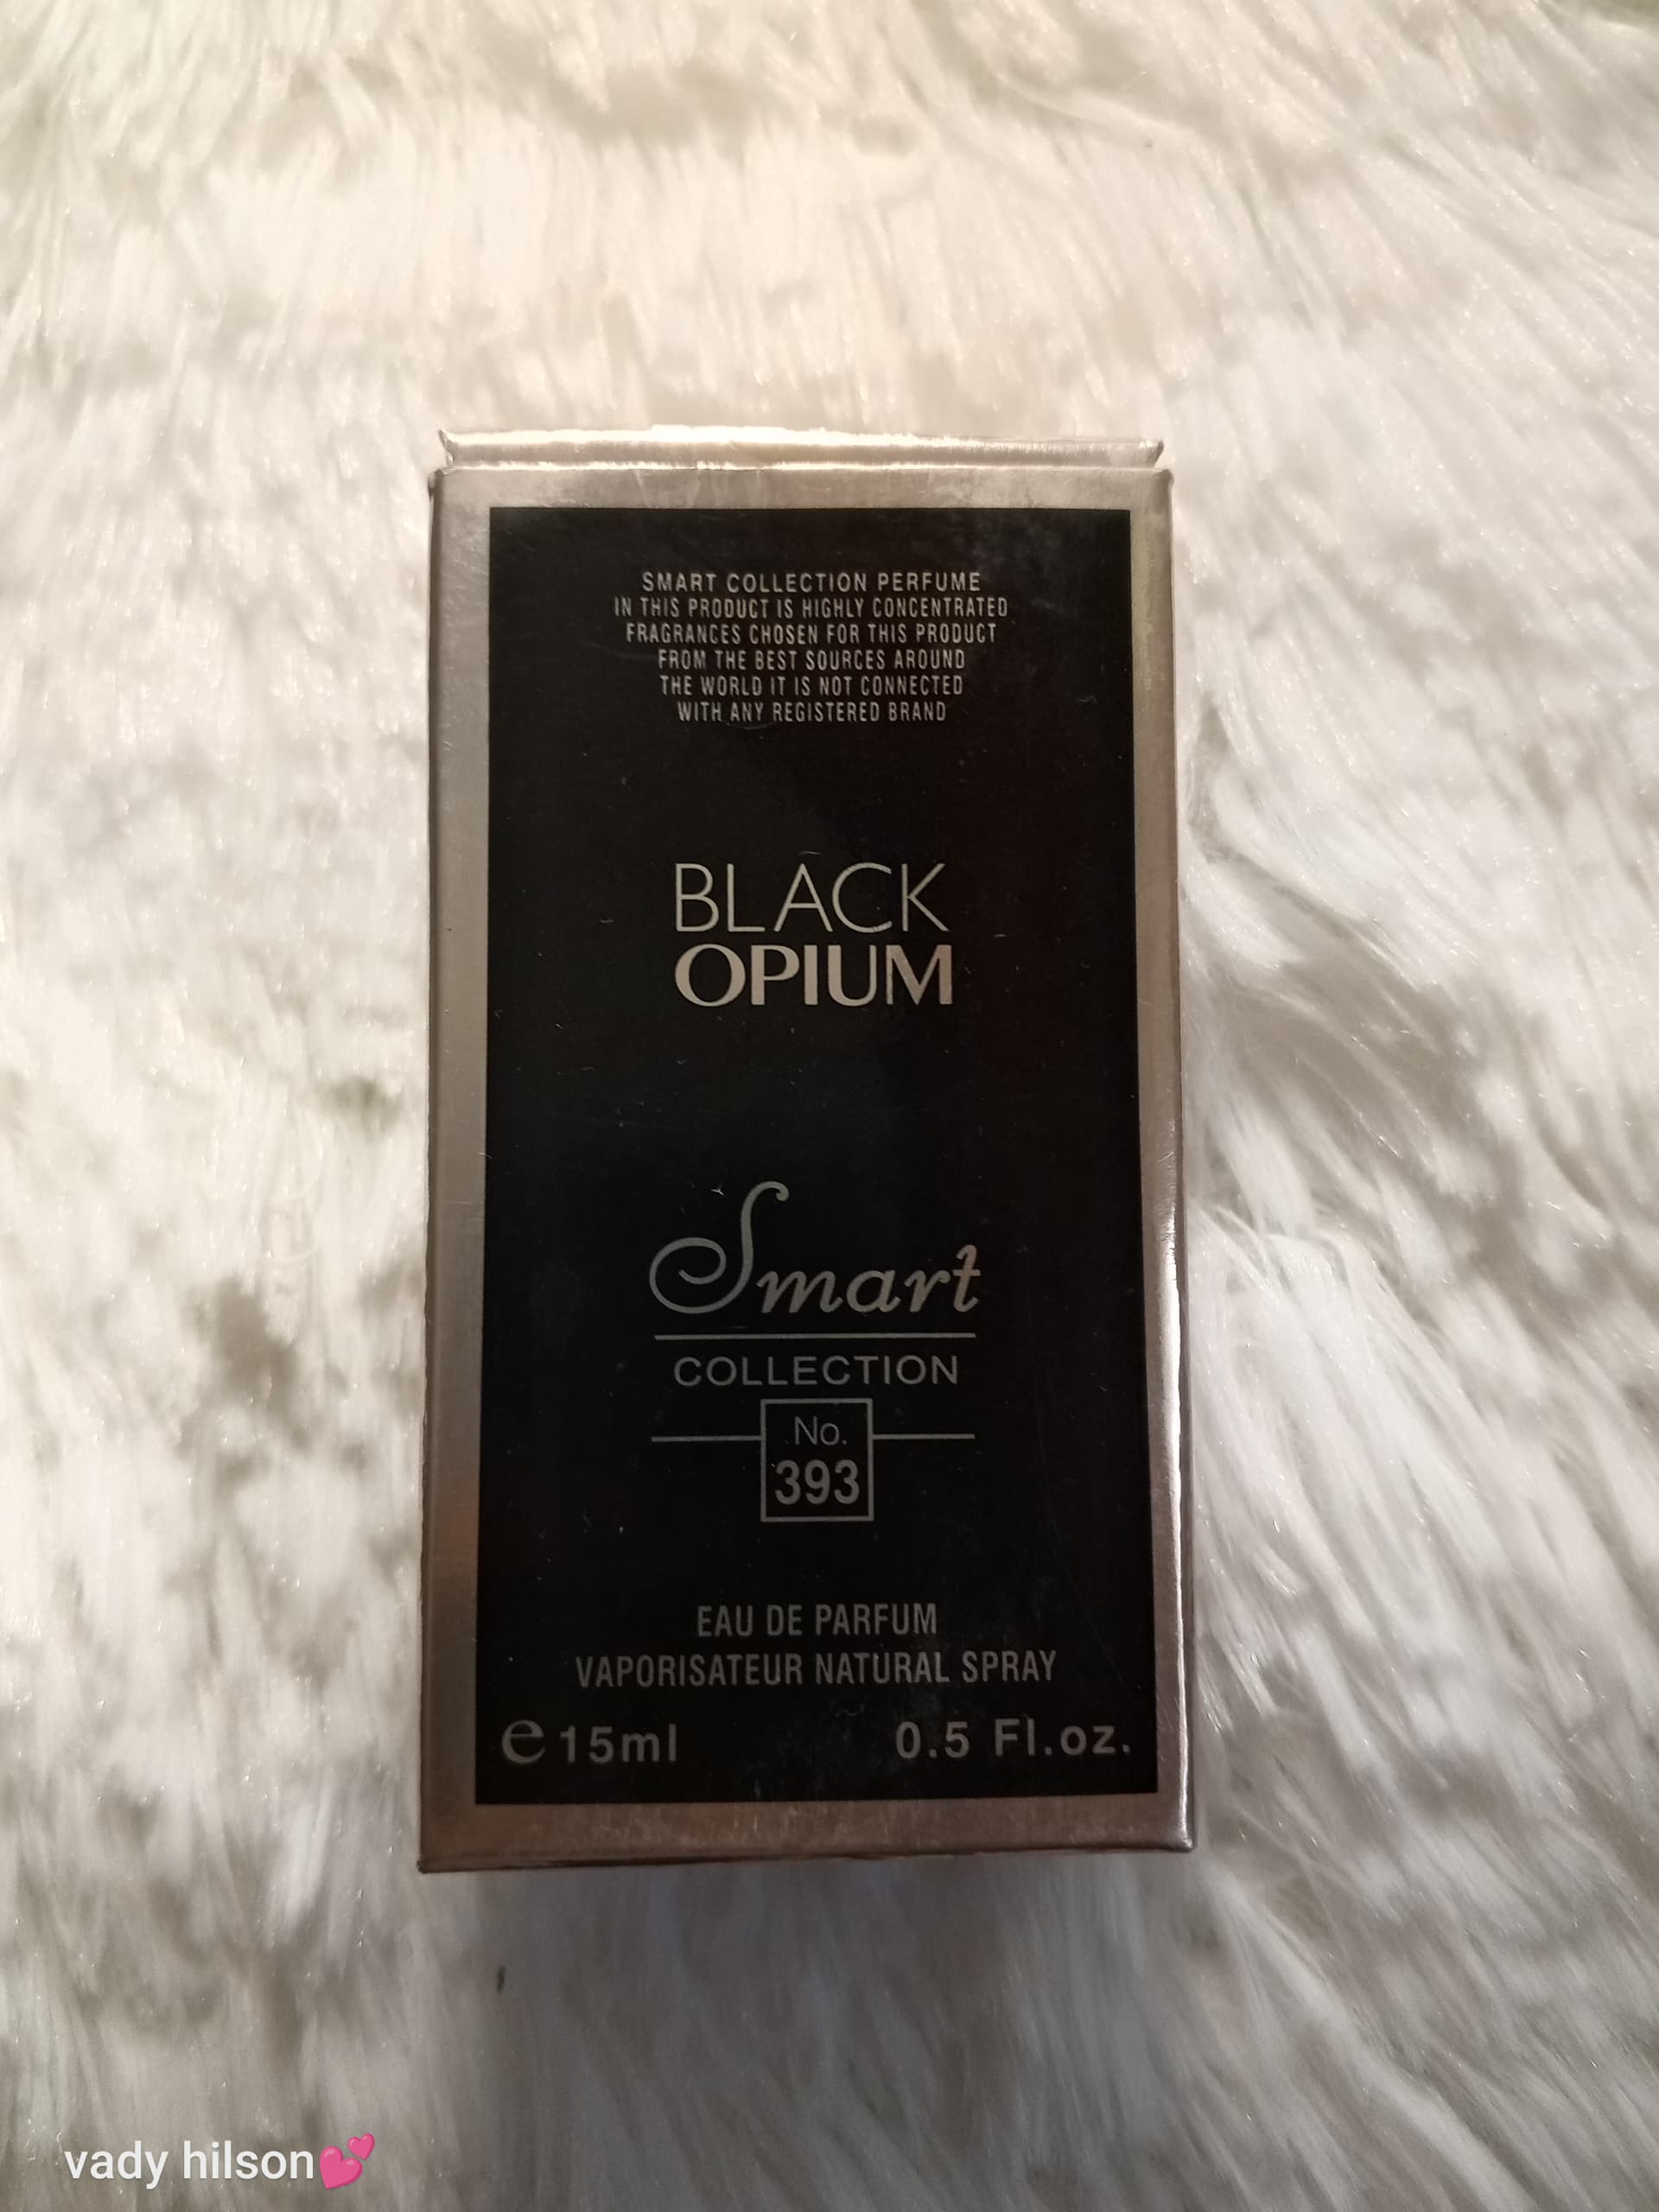 SMART COLLECTION PERFUME
IN THIS PRODUCT IS HIGHLY CONCENTRATED
FRAGRANCES CHOSEN FOR THIS PRODUCT
FROM THE BEST SOURCES AROUND
THE WORLD IT IS NOT CONNECTED
WITH ANY REGISTERED BRAND
BLACK
OPIUM
Smart
COLLECTION
No.
393
EAU DE PARFUM
VAPORISATEUR NATURAL SPRAY
e 15ml 0.5 Fl.oz.
vady hilson💕